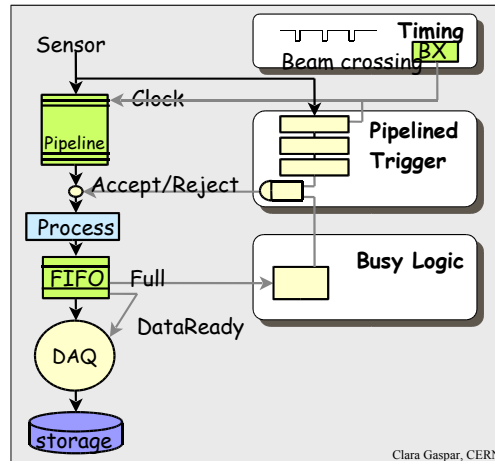 Timing
Sensor
BX
Beam crossing
Clock
Pipeline
Pipelined
Trigger
Accept/Reject
Process
Busy Logic
FIFO
Full
DataReady
DAQ
storage
Clara Gaspar, CERN